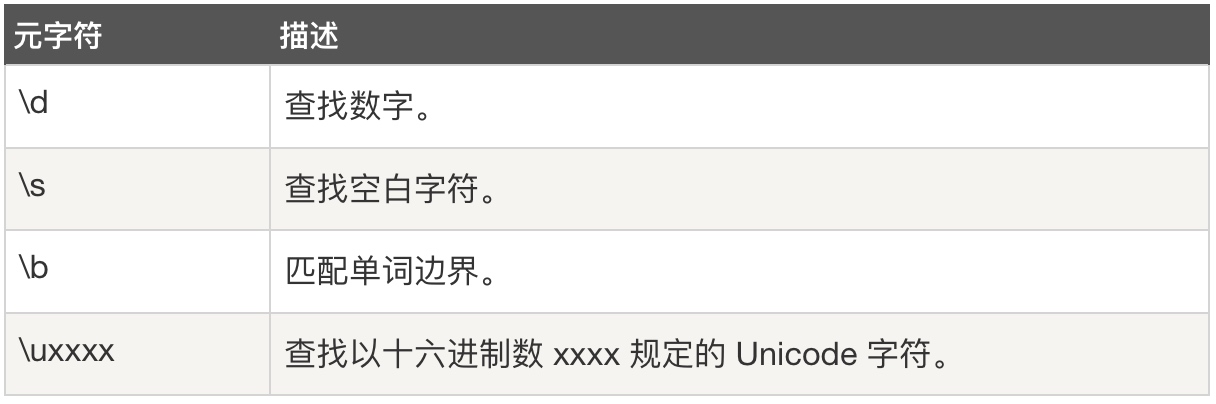 元字符 描述
\d 查找数字。
\s 查找空白字符。
\b 匹配单词边界。
\uxxxx 查找以十六进制数 xxxx 规定的 Unicode 字符。